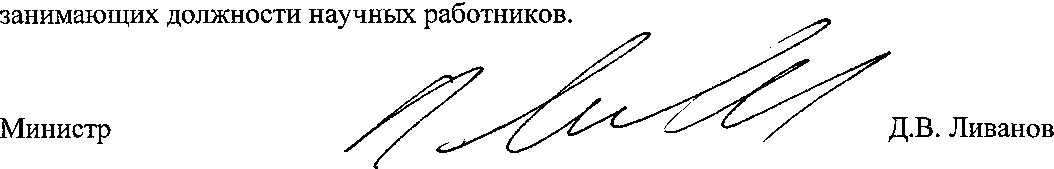 занимающих должности научных работников.
Министр Д.В. Ливанов